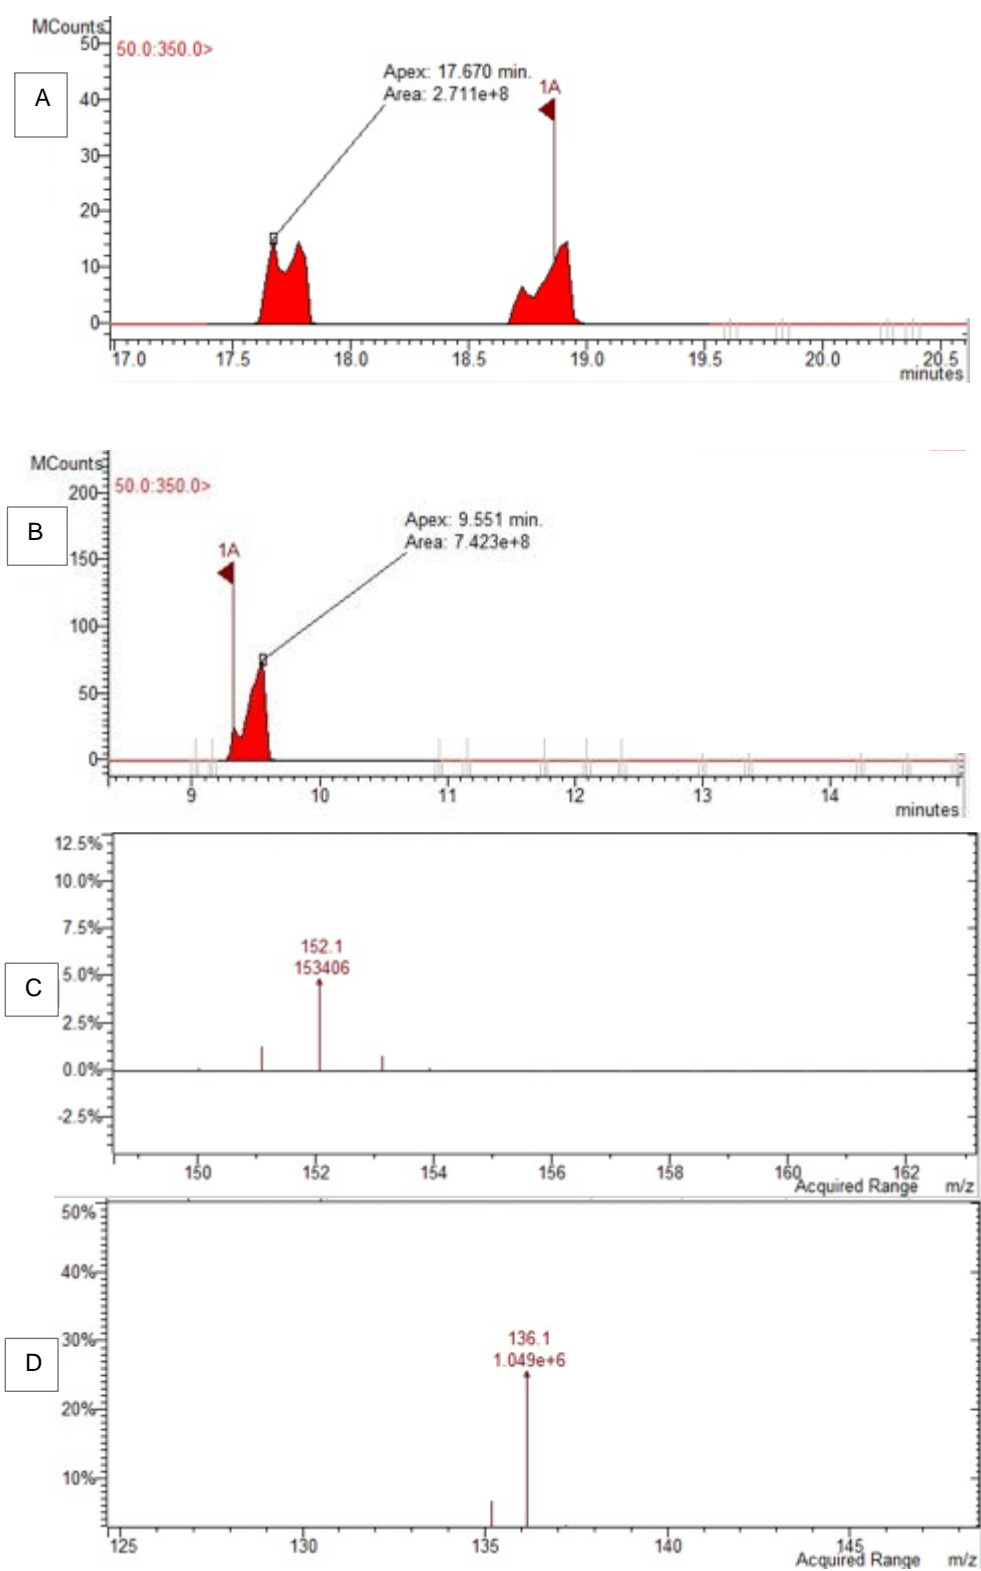 MCounts
50
50.0:350.0>
Apex: 17.670 min.
Area: 2.711e+8
1A
A
40
30
20
10
0
17.0 17.5 18.0 18.5 19.0 19.5 20.0 20.5
minutes
MCounts
200
50.0:350.0>
Apex: 9.551 min.
Area: 7.423e+8
B
1A
150
100
50
0
9 10 11 12 13 14
minutes
12.5%
10.0%
7.5%
152.1
153406
C
5.0%
2.5%
0.0%
-2.5%
150 152 154 156 158 160 162
Acquired Range m/z
50%
40%
30%
136.1
1.049e+6
D
20%
10%
125 130 135 140 145
Acquired Range m/z